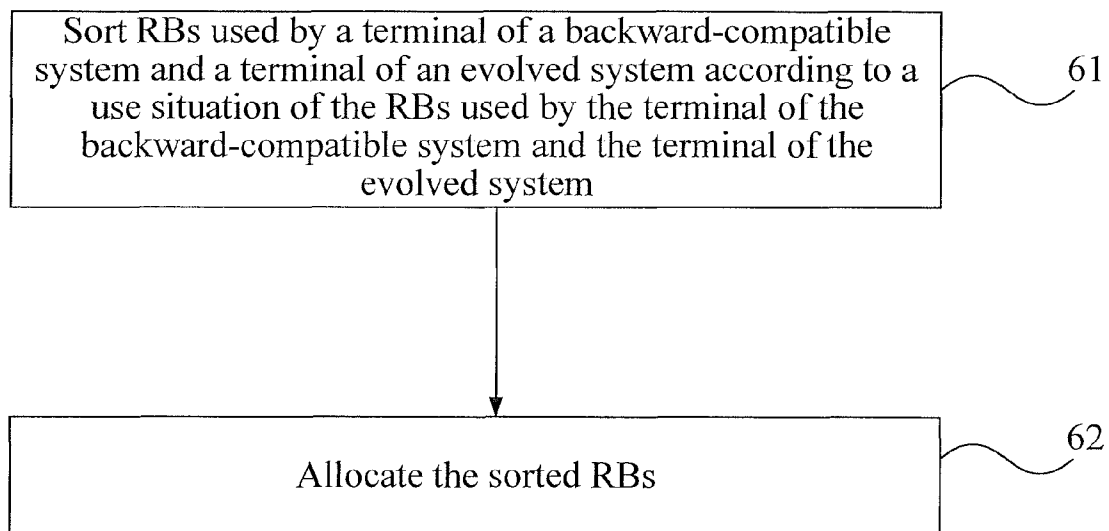 Sort RBs used by a terminal of a backward-compatible
system and a terminal of an evolved system according to a
use situation of the RBs used by the terminal of the
backward-compatible system and the terminal of the
evolved system
61
Allocate the sorted RBs
62